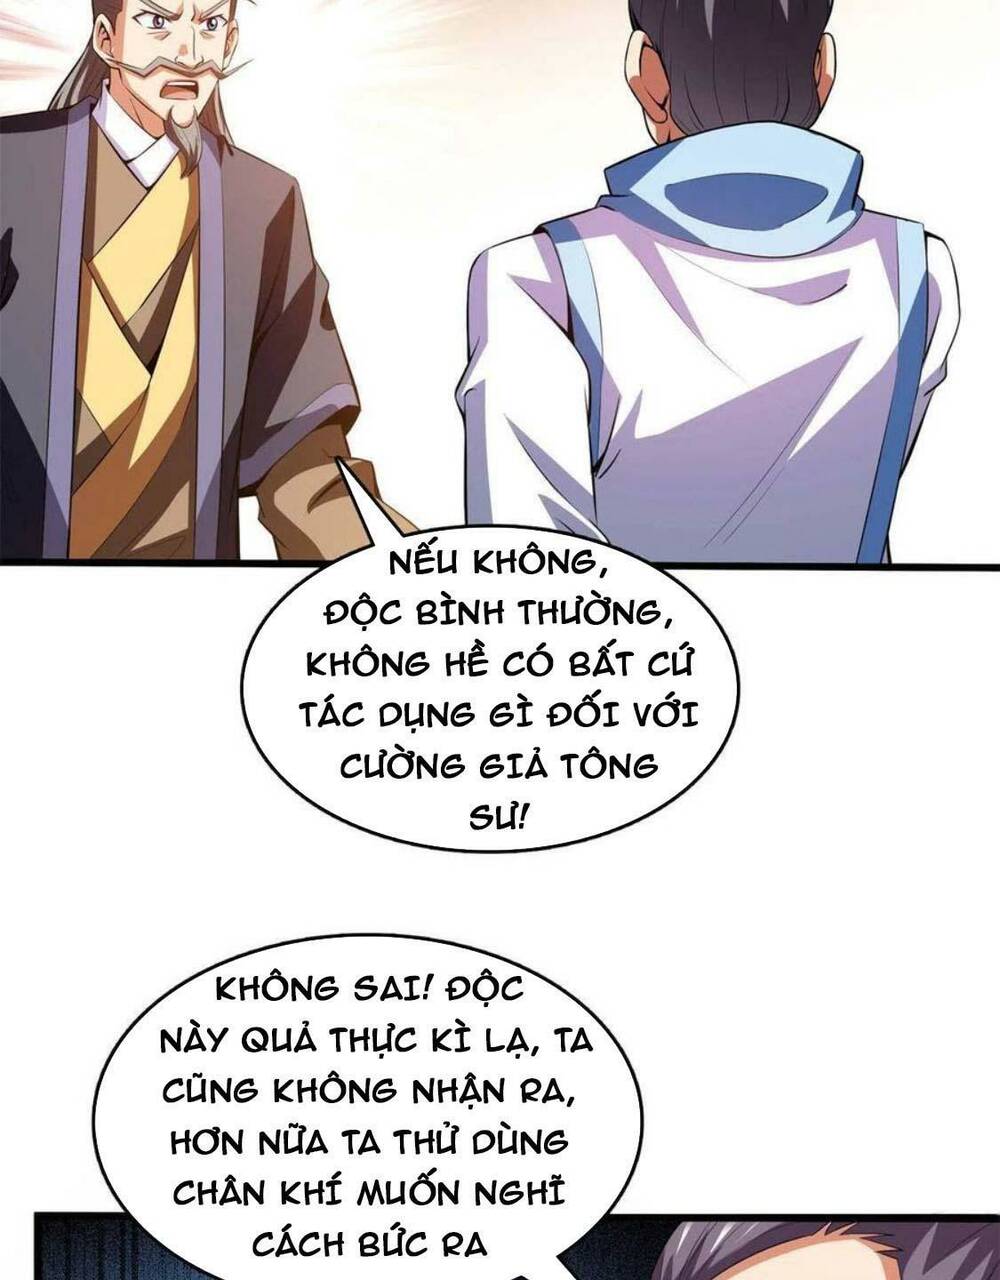 NẾU KHÔNG,
ĐỘC BÌNH THƯỜNG,
KHÔNG HỀ CÓ BẤT CỨ
TÁC DỤNG GÌ ĐỐI VỚI
CƯỜNG GIẢ TÔNG
SƯ!
KHÔNG SAI! ĐỘC
NÀY QUẢ THỰC KÌ LẠ, TA
CŨNG KHÔNG NHẬN RA,
HƠN NỮA TA THỬ DÙNG
CHÂN KHÍ MUỐN NGHĨ
CÁCH BỨC RA